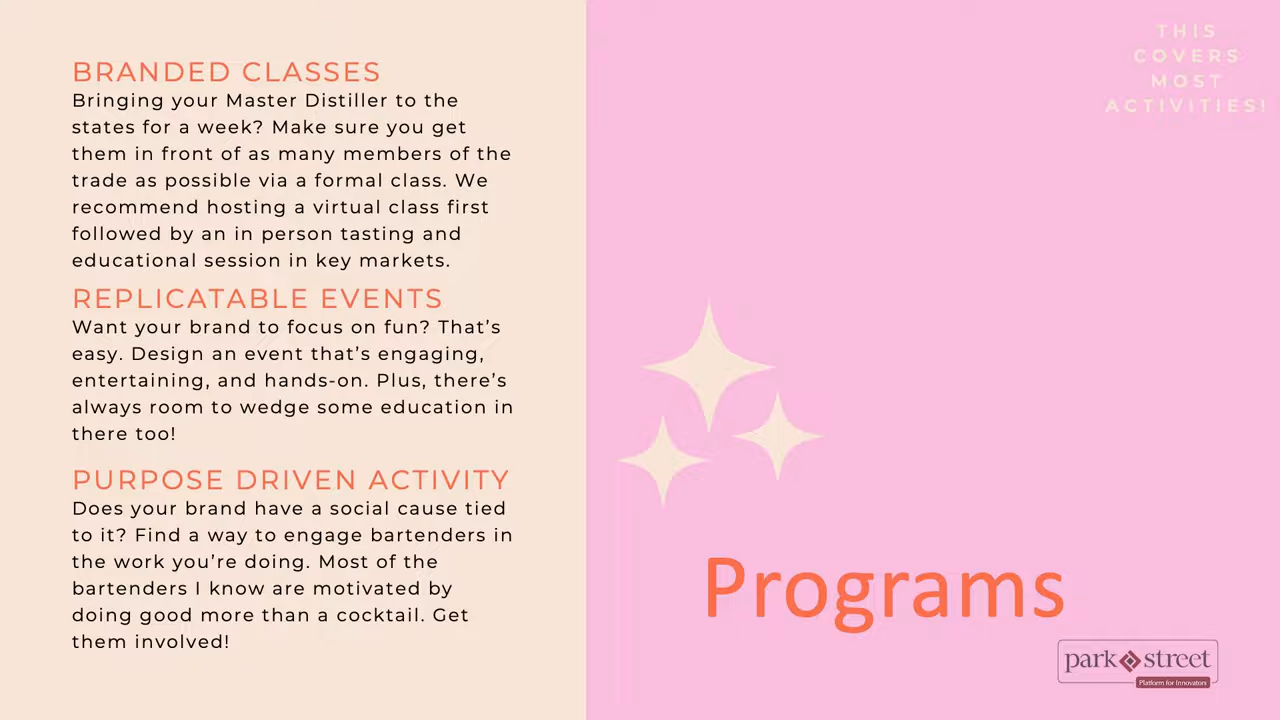 BRANDED CLASSES
Bringing your Master Distiller to the
states for a week? Make sure you get
them in front of as many members of the
trade as possible via a formal class. We
recommend hosting a virtual class first
followed by an in person tasting and
educational session in key markets.
REPLICATABLE EVENTS
Want your brand to focus on fun? That’s
easy. Design an event that’s engaging,
entertaining, and hands-on. Plus, there’s
always room to wedge some education in
there too!
PURPOSE DRIVEN ACTIVITY
Does your brand have a social cause tied
to it? Find a way to engage bartenders in
the work you’re doing. Most of the
bartenders I know are motivated by
doing good more than a cocktail. Get
them involved!
THIS
COVERS
MOST
ACTIVITIES!
Programs
park street
Platform for Innovators